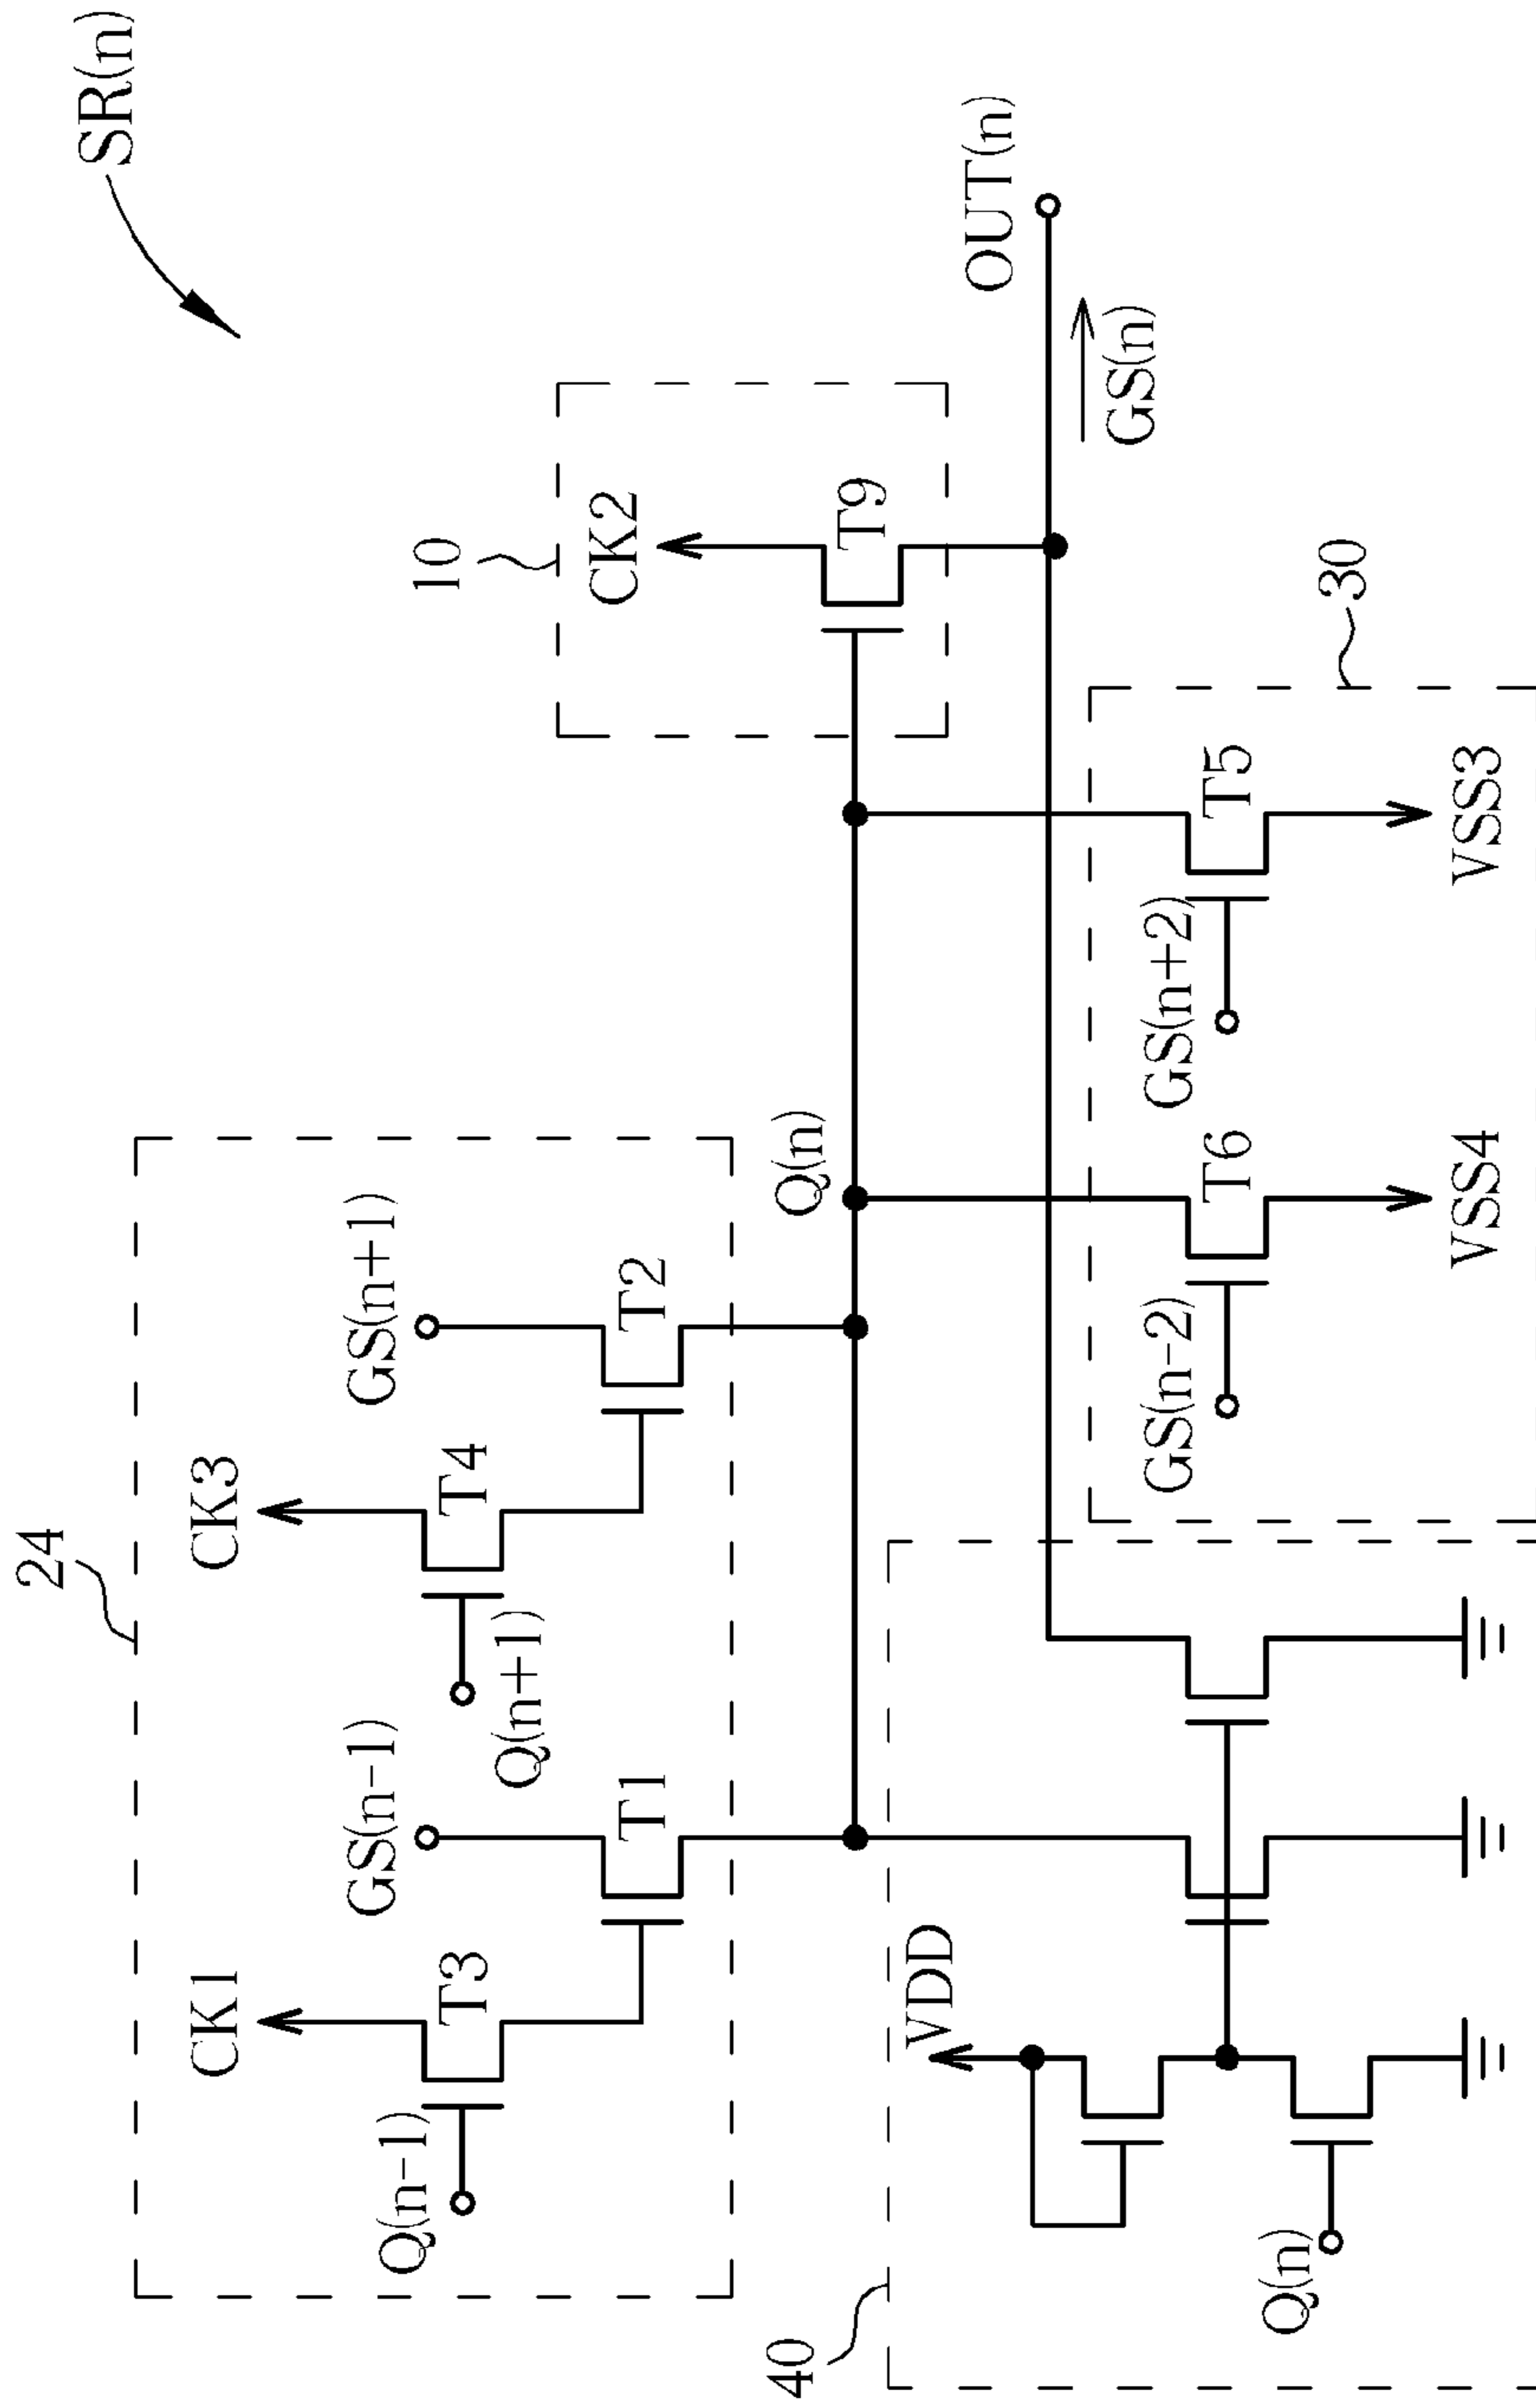 SR(n)
24
CK1
CK3
GS(n-1)
GS(n+1)
T3
T4
Q(n-1)
Q(n+1)
T1
T2
10
CK2
T9
Q(n)
OUT(n)
GS(n)
40
VDD
Q(n)
GS(n-2)
T6
GS(n+2)
T5
VSS4
VSS3
30